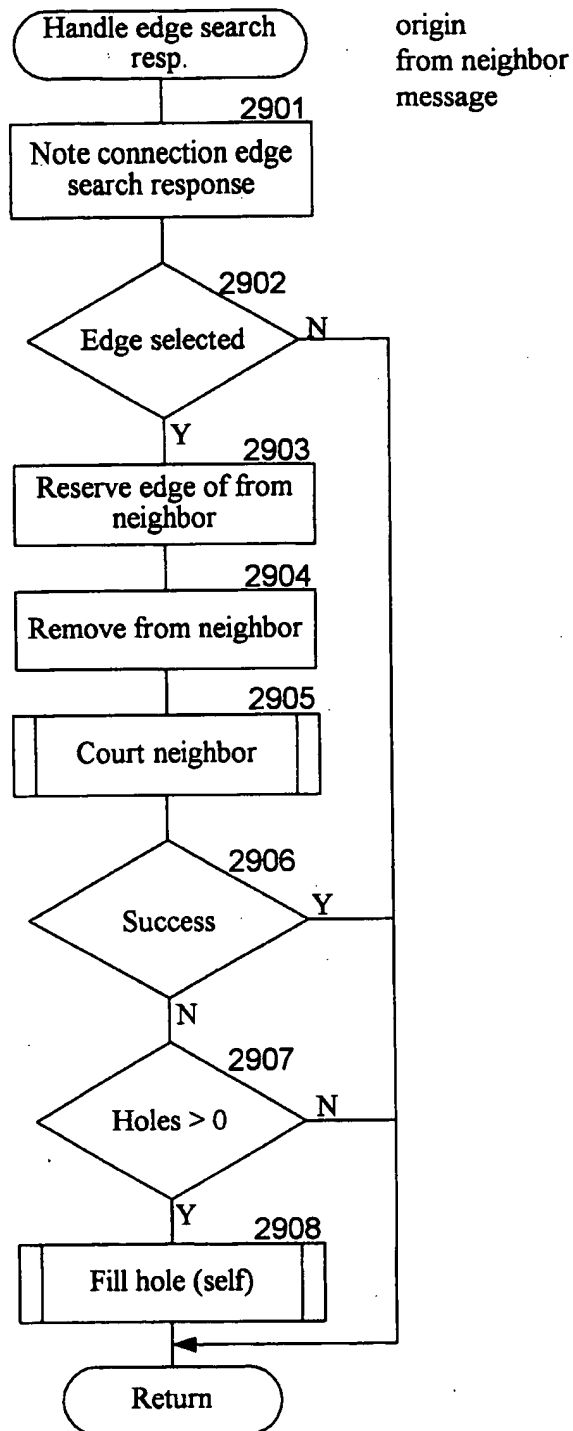 Handle edge search
resp.
origin
from neighbor
message
2901
Note connection edge
search response
2902
Edge selected
N
Y
2903
Reserve edge of from
neighbor
2904
Remove from neighbor
2905
Court neighbor
2906
Success
Y
N
2907
Holes > 0
N
Y
2908
Fill hole (self)
Return